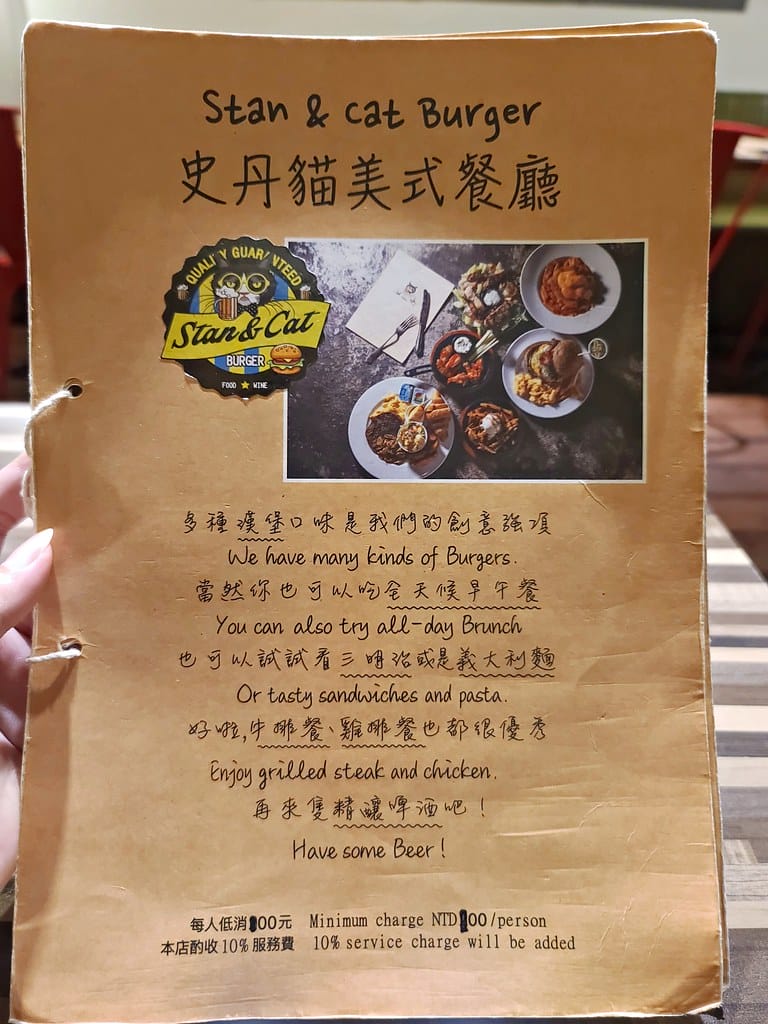 Stan & Cat Burger
史丹貓美式餐廳
QUALITY GUARANTEED
Stan & Cat
BURGER
FOOD ★ WINE
多種漢堡口味是我們的創意強項
We have many kinds of Burgers.
當然你也可以吃全天候早午餐
You can also try all-day Brunch
也可以試試看三明治或是義大利麵
Or tasty sandwiches and pasta.
好啦,牛排餐、雞排餐也都很優秀
Enjoy grilled steak and chicken.
再來隻精釀啤酒吧!
Have some Beer!
每人低消00元 Minimum charge NTD 00/person
本店酌收10%服務費 10% service charge will be added